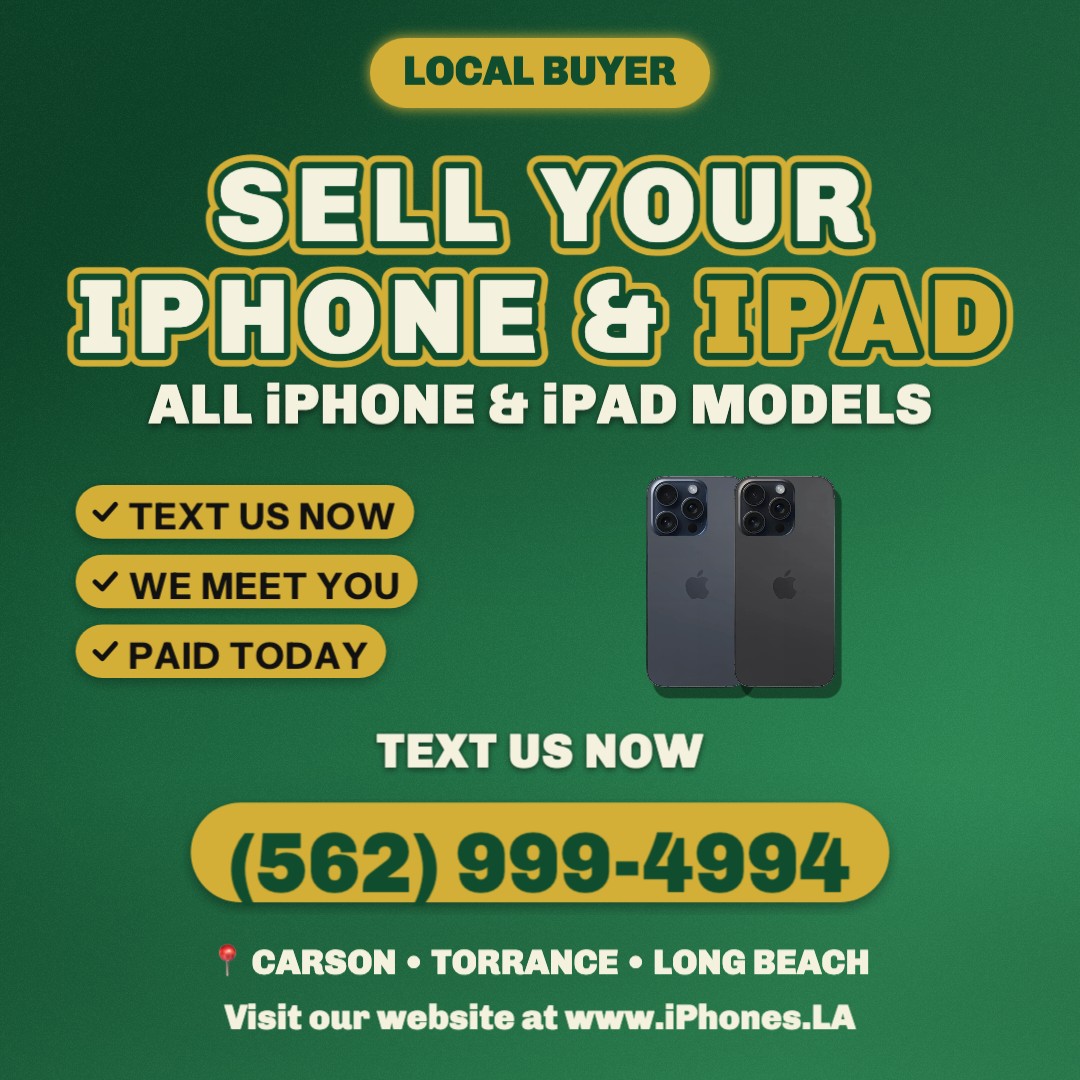 LOCAL BUYER
SELL YOUR
IPHONE & IPAD
ALL iPHONE & iPAD MODELS
✓ TEXT US NOW
✓ WE MEET YOU
✓ PAID TODAY
TEXT US NOW
(562) 999-4994
📍 CARSON • TORRANCE • LONG BEACH
Visit our website at www.iPhones.LA